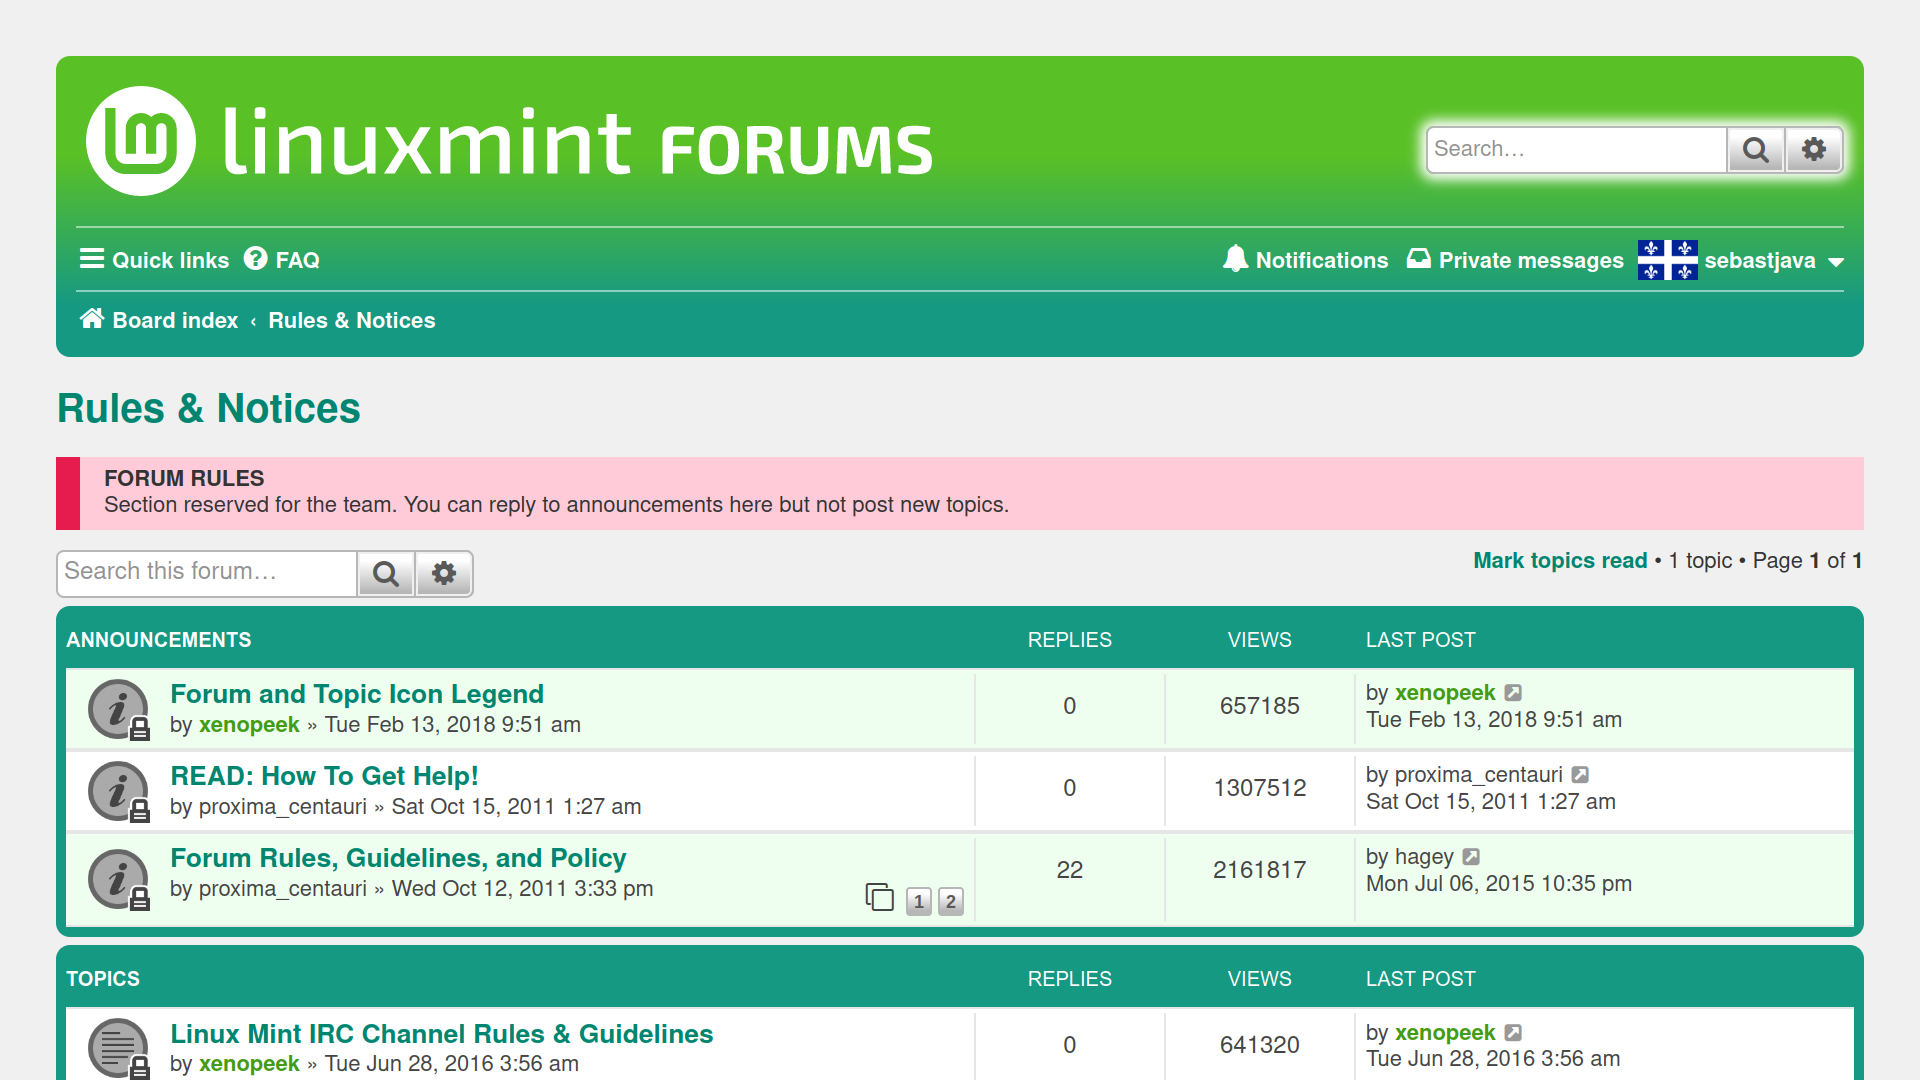 linuxmint FORUMS
Search…
Quick links FAQ
Notifications Private messages sebastjava
Board index ‹ Rules & Notices
Rules & Notices
FORUM RULES
Section reserved for the team. You can reply to announcements here but not post new topics.
Search this forum…
Mark topics read • 1 topic • Page 1 of 1
ANNOUNCEMENTS REPLIES VIEWS LAST POST
Forum and Topic Icon Legend
by xenopeek » Tue Feb 13, 2018 9:51 am
0
657185
by xenopeek
Tue Feb 13, 2018 9:51 am
READ: How To Get Help!
by proxima_centauri » Sat Oct 15, 2011 1:27 am
0
1307512
by proxima_centauri
Sat Oct 15, 2011 1:27 am
Forum Rules, Guidelines, and Policy
by proxima_centauri » Wed Oct 12, 2011 3:33 pm
1 2
22
2161817
by hagey
Mon Jul 06, 2015 10:35 pm
TOPICS REPLIES VIEWS LAST POST
Linux Mint IRC Channel Rules & Guidelines
by xenopeek » Tue Jun 28, 2016 3:56 am
0
641320
by xenopeek
Tue Jun 28, 2016 3:56 am